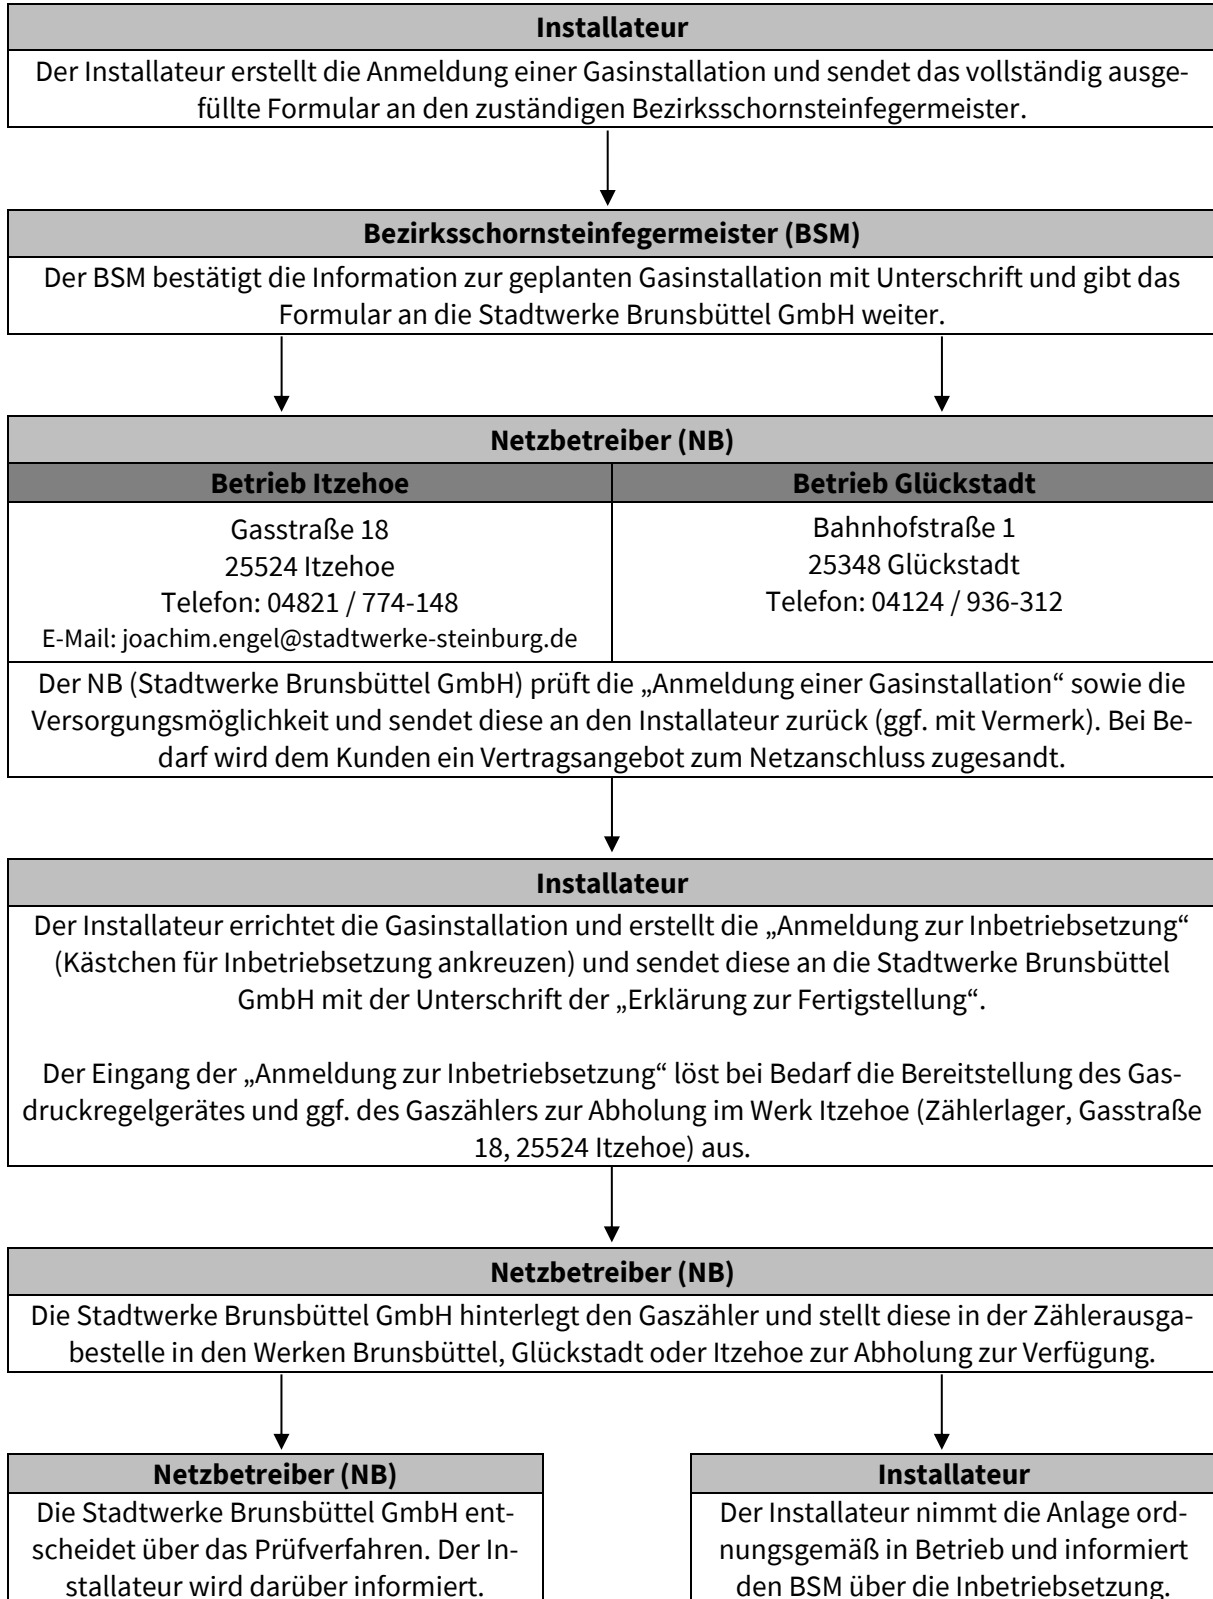 Installateur
Der Installateur erstellt die Anmeldung einer Gasinstallation und sendet das vollständig ausge-
füllte Formular an den zuständigen Bezirksschornsteinfegermeister.
Bezirksschornsteinfegermeister (BSM)
Der BSM bestätigt die Information zur geplanten Gasinstallation mit Unterschrift und gibt das
Formular an die Stadtwerke Brunsbüttel GmbH weiter.
Netzbetreiber (NB)
Betrieb Itzehoe
Gasstraße 18
25524 Itzehoe
Telefon: 04821 / 774-148
E-Mail: joachim.engel@stadtwerke-steinburg.de
Betrieb Glückstadt
Bahnhofstraße 1
25348 Glückstadt
Telefon: 04124 / 936-312
Der NB (Stadtwerke Brunsbüttel GmbH) prüft die „Anmeldung einer Gasinstallation“ sowie die
Versorgungsmöglichkeit und sendet diese an den Installateur zurück (ggf. mit Vermerk). Bei Be-
darf wird dem Kunden ein Vertragsangebot zum Netzanschluss zugesandt.
Installateur
Der Installateur errichtet die Gasinstallation und erstellt die „Anmeldung zur Inbetriebsetzung“
(Kästchen für Inbetriebsetzung ankreuzen) und sendet diese an die Stadtwerke Brunsbüttel
GmbH mit der Unterschrift der „Erklärung zur Fertigstellung“.
Der Eingang der „Anmeldung zur Inbetriebsetzung“ löst bei Bedarf die Bereitstellung des Gas-
druckregelgerätes und ggf. des Gaszählers zur Abholung im Werk Itzehoe (Zählerlager, Gasstraße
18, 25524 Itzehoe) aus.
Netzbetreiber (NB)
Die Stadtwerke Brunsbüttel GmbH hinterlegt den Gaszähler und stellt diese in der Zählerausga-
bestelle in den Werken Brunsbüttel, Glückstadt oder Itzehoe zur Abholung zur Verfügung.
Netzbetreiber (NB)
Die Stadtwerke Brunsbüttel GmbH ent-
scheidet über das Prüfverfahren. Der In-
stallateur wird darüber informiert.
Installateur
Der Installateur nimmt die Anlage ord-
nungsgemäß in Betrieb und informiert
den BSM über die Inbetriebsetzung.